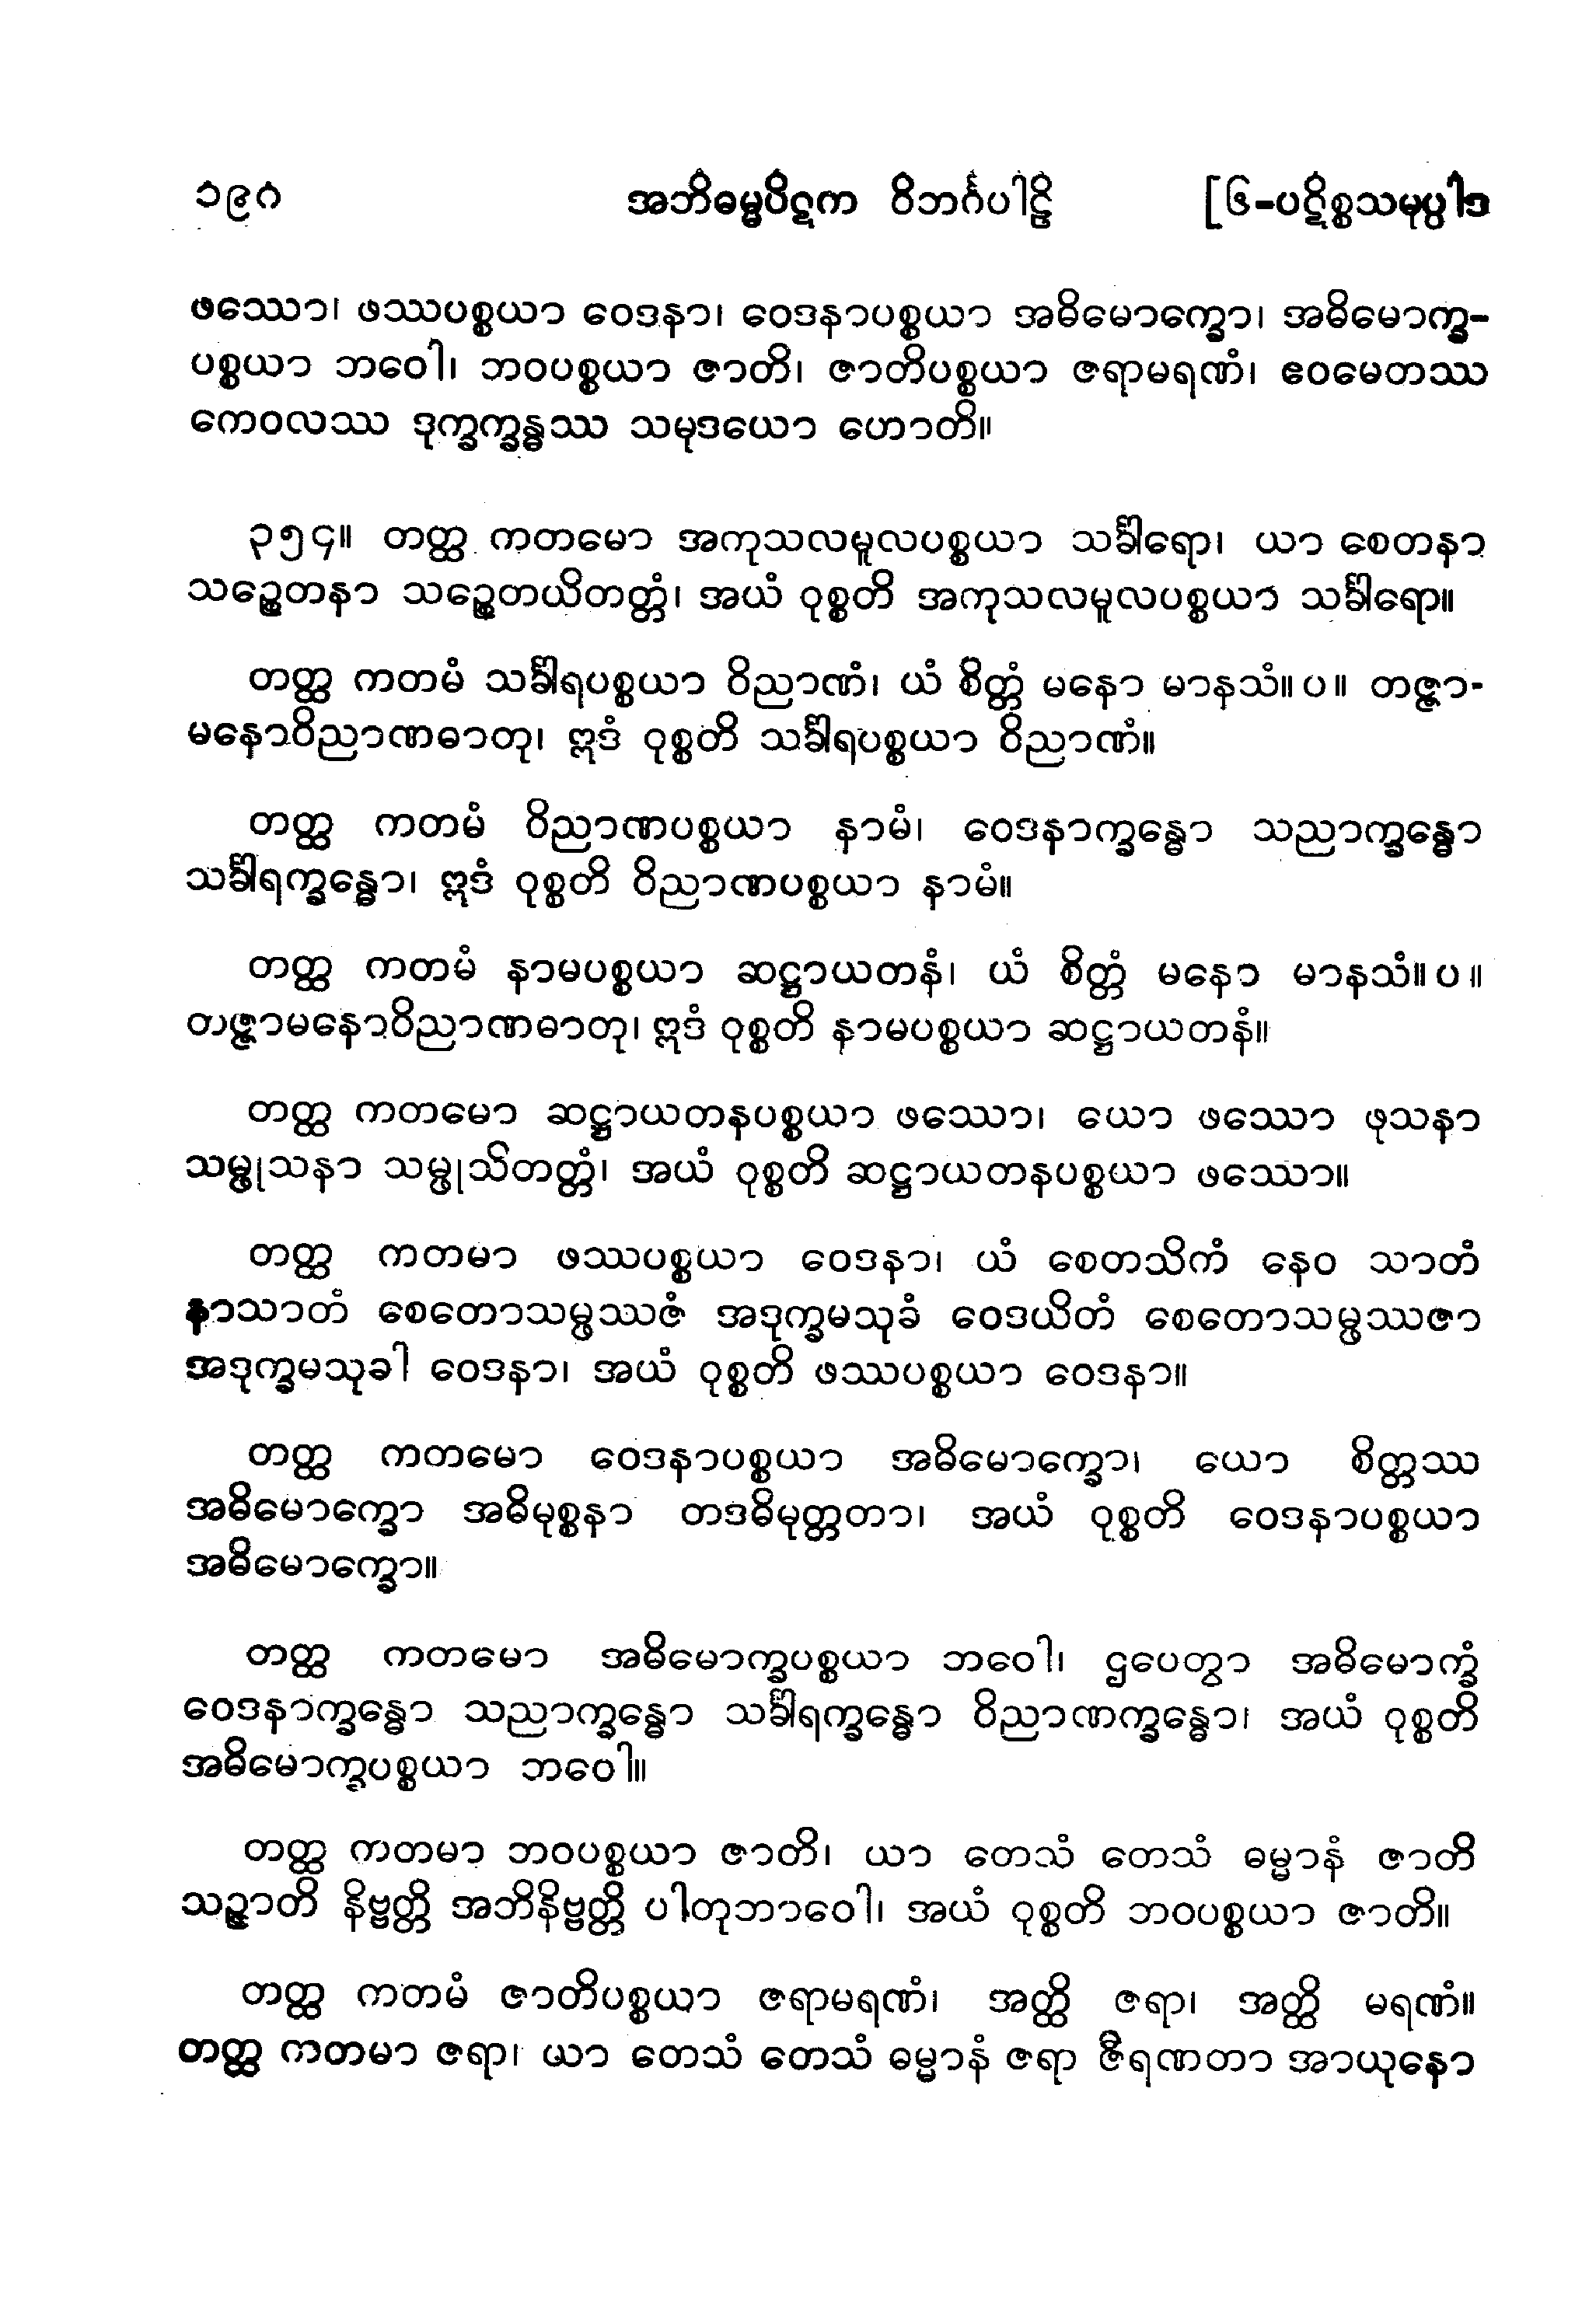 ၁၉ဂ အဘိဓမ္မပိဋက ဝိဘင်္ဂပါဠိ [၆-ပဋိစ္စသမုပ္ပါဒ
ဖဿော၊ ဖဿပစ္စယာ ဝေဒနာ၊ ဝေဒနာပစ္စယာ အဓိမောက္ခော၊ အဓိမောက္ခ-
ပစ္စယာ ဘဝေါ၊ ဘဝပစ္စယာ ဇာတိ၊ ဇာတိပစ္စယာ ဇရာမရဏံ၊ ဧဝမေတဿ
ကေဝလဿ ဒုက္ခက္ခန္ဓဿ သမုဒယော ဟောတိ။
၃၅၄။ တတ္ထ ကတမော အကုသလမူလပစ္စယာ သင်္ခါရော၊ ယာ စေတနာ
သဉ္စေတနာ သဉ္စေတယိတတ္တံ၊ အယံ ဝုစ္စတိ အကုသလမူလပစ္စယာ သင်္ခါရော။
တတ္ထ ကတမံ သင်္ခါရပစ္စယာ ဝိညာဏံ၊ ယံ စိတ္တံ မနော မာနသံ။ပ။ တဇ္ဇာ-
မနောဝိညာဏဓာတု၊ ဣဒံ ဝုစ္စတိ သင်္ခါရပစ္စယာ ဝိညာဏံ။
တတ္ထ ကတမံ ဝိညာဏပစ္စယာ နာမံ၊ ဝေဒနာက္ခန္ဓော သညာက္ခန္ဓော
သင်္ခါရက္ခန္ဓော၊ ဣဒံ ဝုစ္စတိ ဝိညာဏပစ္စယာ နာမံ။
တတ္ထ ကတမံ နာမပစ္စယာ ဆဋ္ဌာယတနံ၊ ယံ စိတ္တံ မနော မာနသံ။ပ။
တဇ္ဇာမနောဝိညာဏဓာတု၊ ဣဒံ ဝုစ္စတိ နာမပစ္စယာ ဆဋ္ဌာယတနံ။
တတ္ထ ကတမော ဆဋ္ဌာယတနပစ္စယာ ဖဿော၊ ယော ဖဿော ဖုသနာ
သမ္ဖုသနာ သမ္ဖုသိတတ္တံ၊ အယံ ဝုစ္စတိ ဆဋ္ဌာယတနပစ္စယာ ဖဿော။
တတ္ထ ကတမာ ဖဿပစ္စယာ ဝေဒနာ၊ ယံ စေတသိကံ နေဝ သာတံ
နာသာတံ စေတောသမ္ဖဿဇံ အဒုက္ခမသုခံ ဝေဒယိတံ စေတောသမ္ဖဿဇာ
အဒုက္ခမသုခါ ဝေဒနာ၊ အယံ ဝုစ္စတိ ဖဿပစ္စယာ ဝေဒနာ။
တတ္ထ ကတမော ဝေဒနာပစ္စယာ အဓိမောက္ခော၊ ယော စိတ္တဿ
အဓိမောက္ခော အဓိမုစ္စနာ တဒဓိမုတ္တတာ၊ အယံ ဝုစ္စတိ ဝေဒနာပစ္စယာ
အဓိမောက္ခော။
တတ္ထ ကတမော အဓိမောက္ခပစ္စယာ ဘဝေါ၊ ဌပေတွာ အဓိမောက္ခံ
ဝေဒနာက္ခန္ဓော သညာက္ခန္ဓော သင်္ခါရက္ခန္ဓော ဝိညာဏက္ခန္ဓော၊ အယံ ဝုစ္စတိ
အဓိမောက္ခပစ္စယာ ဘဝေါ။
တတ္ထ ကတမာ ဘဝပစ္စယာ ဇာတိ၊ ယာ တေသံ တေသံ ဓမ္မာနံ ဇာတိ
သဉ္ဇာတိ နိဗ္ဗတ္တိ အဘိနိဗ္ဗတ္တိ ပါတုဘာဝေါ၊ အယံ ဝုစ္စတိ ဘဝပစ္စယာ ဇာတိ။
တတ္ထ ကတမံ ဇာတိပစ္စယာ ဇရာမရဏံ၊ အတ္ထိ ဇရာ၊ အတ္ထိ မရဏံ။
တတ္ထ ကတမာ ဇရာ၊ ယာ တေသံ တေသံ ဓမ္မာနံ ဇရာ ဇီရဏတာ အာယုနော